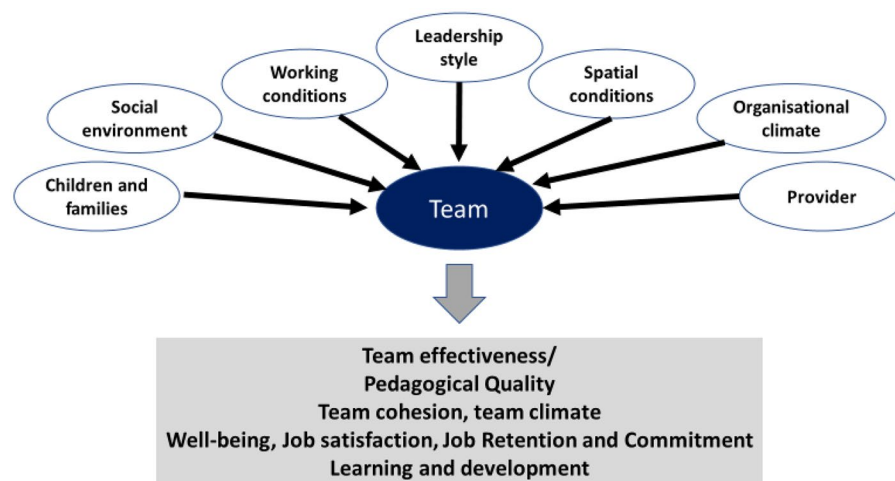 Leadership
style
Working
conditions
Spatial
conditions
Social
environment
Organisational
climate
Children and
families
Team
Provider
Team effectiveness/
Pedagogical Quality
Team cohesion, team climate
Well-being, Job satisfaction, Job Retention and Commitment
Learning and development